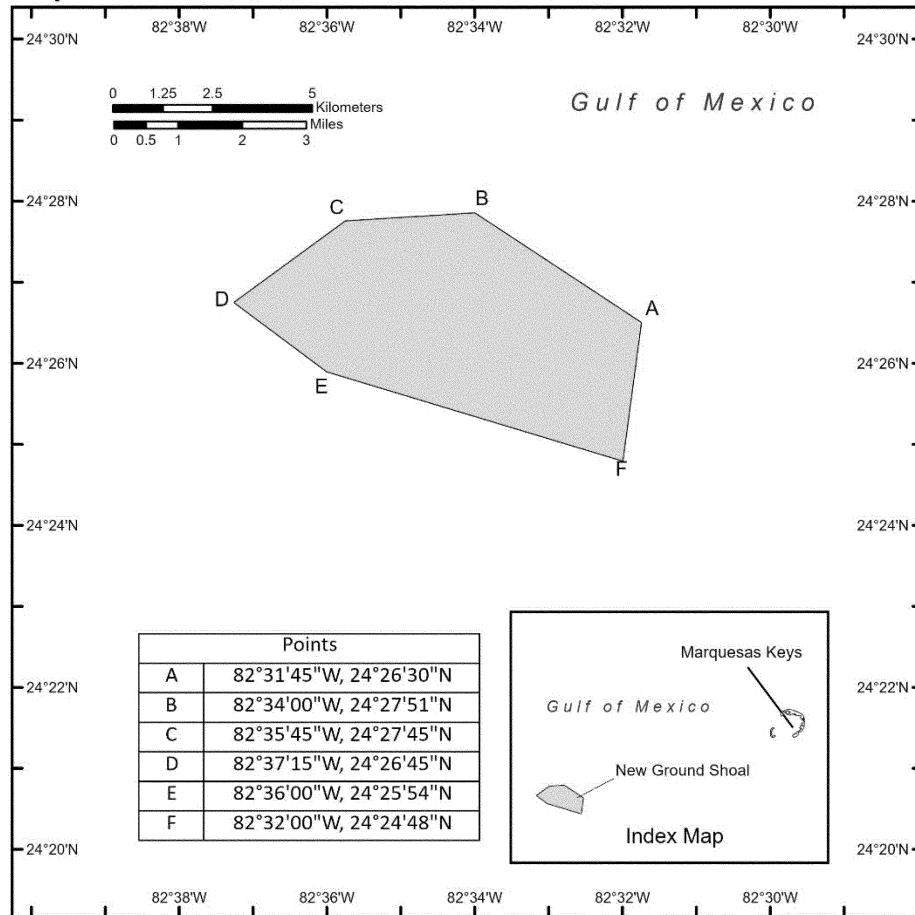 82°38'W 82°36'W 82°34'W 82°32'W 82°30'W
24°30'N 24°30'N
0 1.25 2.5 5
Kilometers
Miles
0 0.5 1 2 3
Gulf of Mexico
24°28'N 24°28'N
C B
D A
24°26'N 24°26'N
E
F
24°24'N 24°24'N
Points
A 82°31'45"W, 24°26'30"N
B 82°34'00"W, 24°27'51"N
C 82°35'45"W, 24°27'45"N
D 82°37'15"W, 24°26'45"N
E 82°36'00"W, 24°25'54"N
F 82°32'00"W, 24°24'48"N
Marquesas Keys
Gulf of Mexico
New Ground Shoal
Index Map
24°22'N 24°22'N
24°20'N 24°20'N
82°38'W 82°36'W 82°34'W 82°32'W 82°30'W